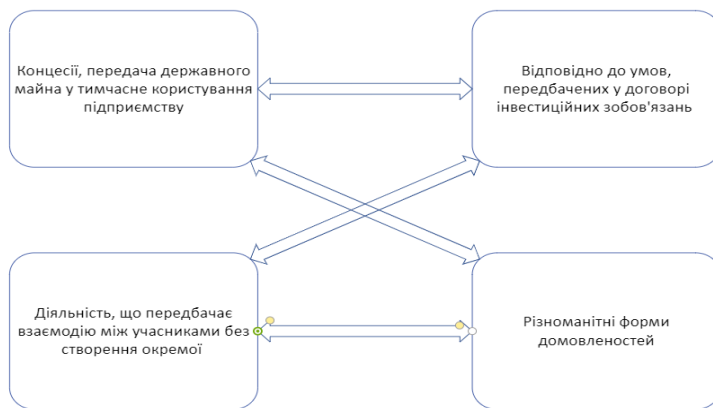 Концесії, передача державного
майна у тимчасове користування
підприємству
Відповідно до умов,
передбачених у договорі
інвестиційних зобов'язань
Діяльність, що передбачає
взаємодію між учасниками без
створення окремої
Різноманітні форми
домовленостей